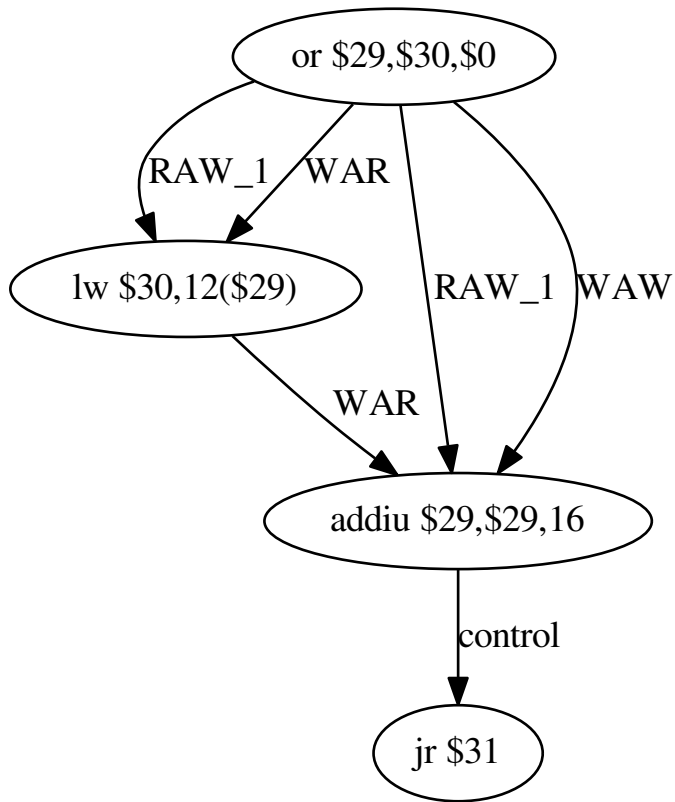 or $29,$30,$0
RAW_1
WAR
lw $30,12($29)
RAW_1
WAW
WAR
addiu $29,$29,16
control
jr $31